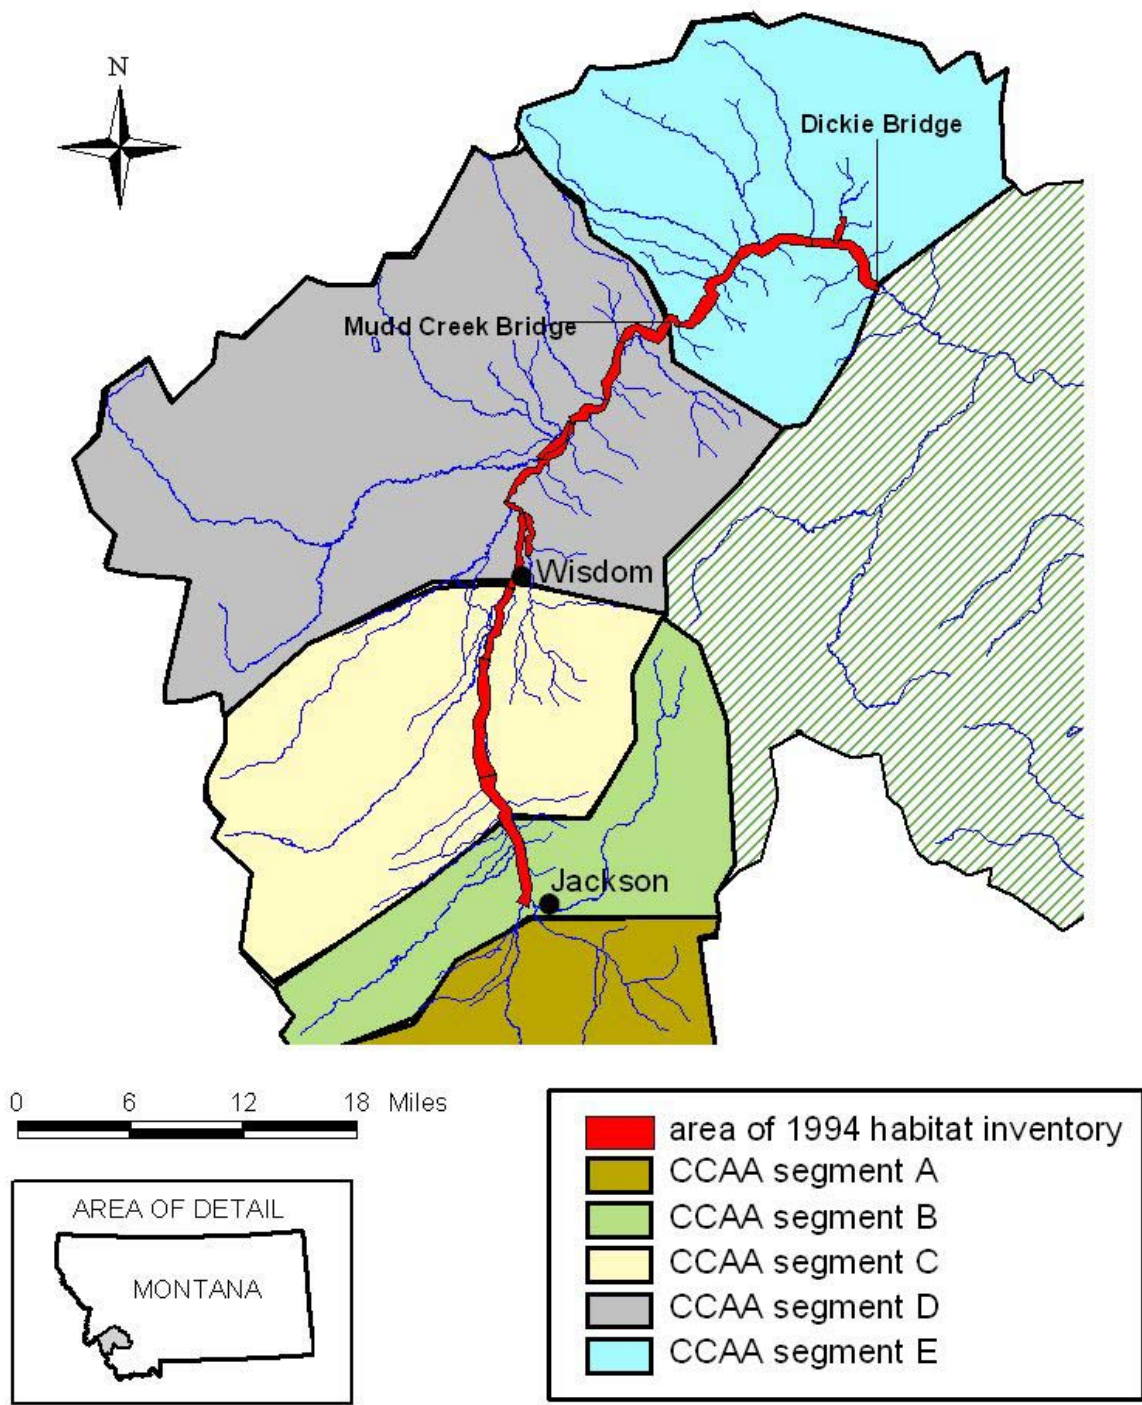 N
Dickie Bridge
Mudd Creek Bridge
Wisdom
Jackson
0 6 12 18 Miles
AREA OF DETAIL
MONTANA
area of 1994 habitat inventory
CCAA segment A
CCAA segment B
CCAA segment C
CCAA segment D
CCAA segment E